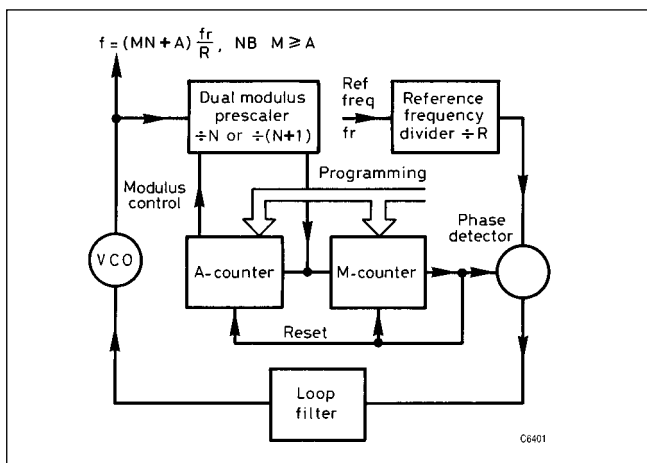 f = (MN + A) fr/R, NB M ≥ A
Dual modulus
prescaler
÷N or ÷(N+1)
Ref
freq
fr
Reference
frequency
divider ÷R
Programming
Modulus
control
Phase
detector
VCO
A-counter
M-counter
Reset
Loop
filter
C6401